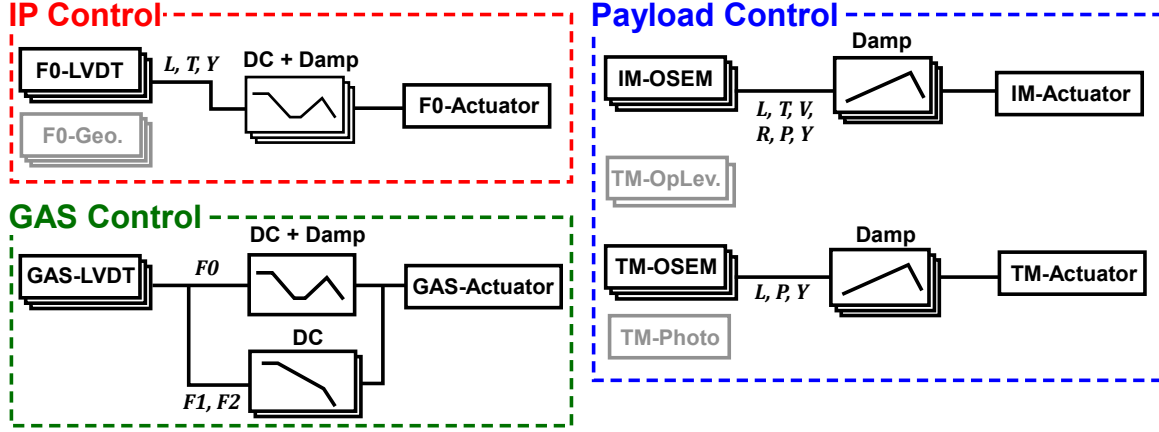 IP Control
F0-LVDT
L, T, Y
DC + Damp
F0-Actuator
F0-Geo.
GAS Control
DC + Damp
GAS-LVDT
F0
GAS-Actuator
DC
F1, F2
Payload Control
Damp
IM-OSEM
IM-Actuator
L, T, V,
R, P, Y
TM-OpLev.
Damp
TM-OSEM
TM-Actuator
L, P, Y
TM-Photo